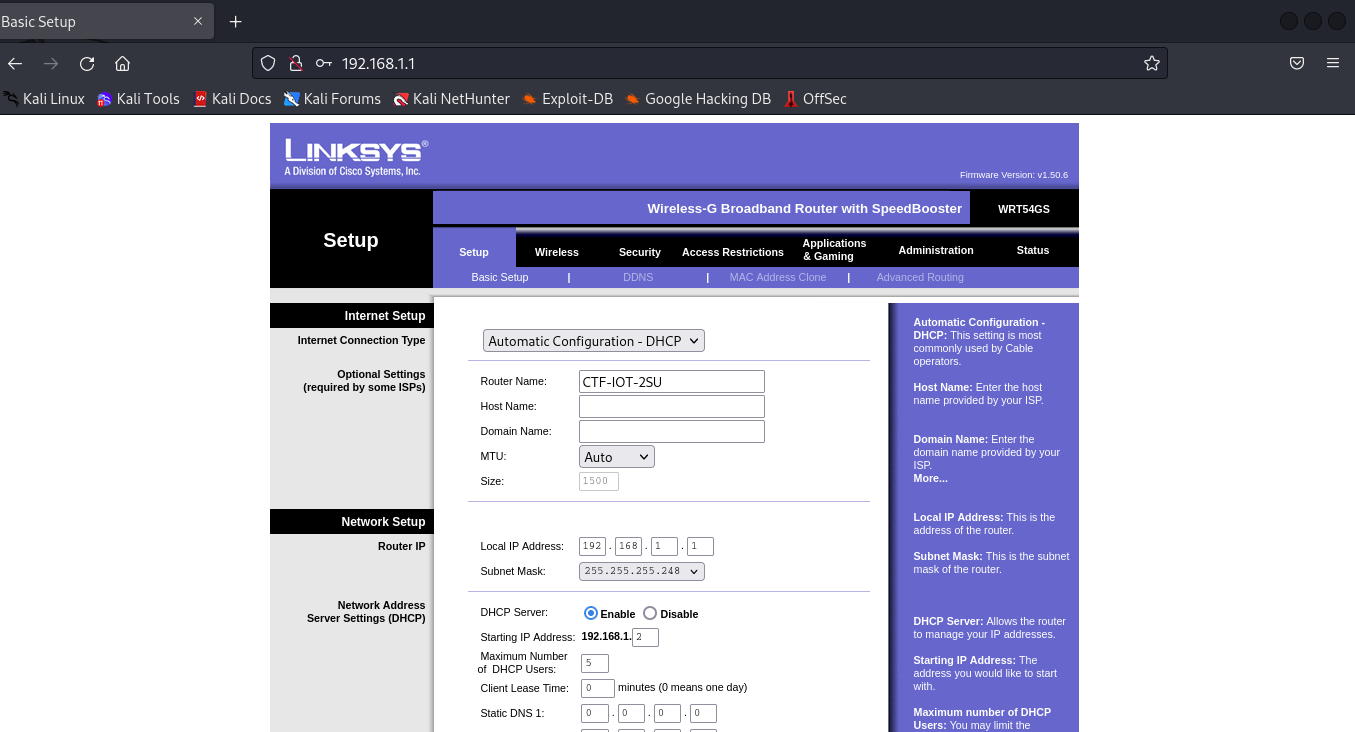 Basic Setup
192.168.1.1
Kali Linux Kali Tools Kali Docs Kali Forums Kali NetHunter Exploit-DB Google Hacking DB OffSec
LINKSYS®
A Division of Cisco Systems, Inc.
Firmware Version: v1.50.6
Wireless-G Broadband Router with SpeedBooster WRT54GS
Setup
Setup Wireless Security Access Restrictions Applications & Gaming Administration Status
Basic Setup | DDNS | MAC Address Clone | Advanced Routing
Internet Setup
Internet Connection Type
Automatic Configuration - DHCP
Optional Settings
(required by some ISPs)
Router Name: CTF-IOT-2SU
Host Name:
Domain Name:
MTU: Auto
Size: 1500
Network Setup
Router IP
Local IP Address: 192 . 168 . 1 . 1
Subnet Mask: 255.255.255.248
Network Address
Server Settings (DHCP)
DHCP Server: Enable Disable
Starting IP Address: 192.168.1. 2
Maximum Number
of DHCP Users: 5
Client Lease Time: 0 minutes (0 means one day)
Static DNS 1: 0 . 0 . 0 . 0
Automatic Configuration -
DHCP: This setting is most
commonly used by Cable
operators.
Host Name: Enter the host
name provided by your ISP.
Domain Name: Enter the
domain name provided by your
ISP.
More...
Local IP Address: This is the
address of the router.
Subnet Mask: This is the subnet
mask of the router.
DHCP Server: Allows the router
to manage your IP addresses.
Starting IP Address: The
address you would like to start
with.
Maximum number of DHCP
Users: You may limit the